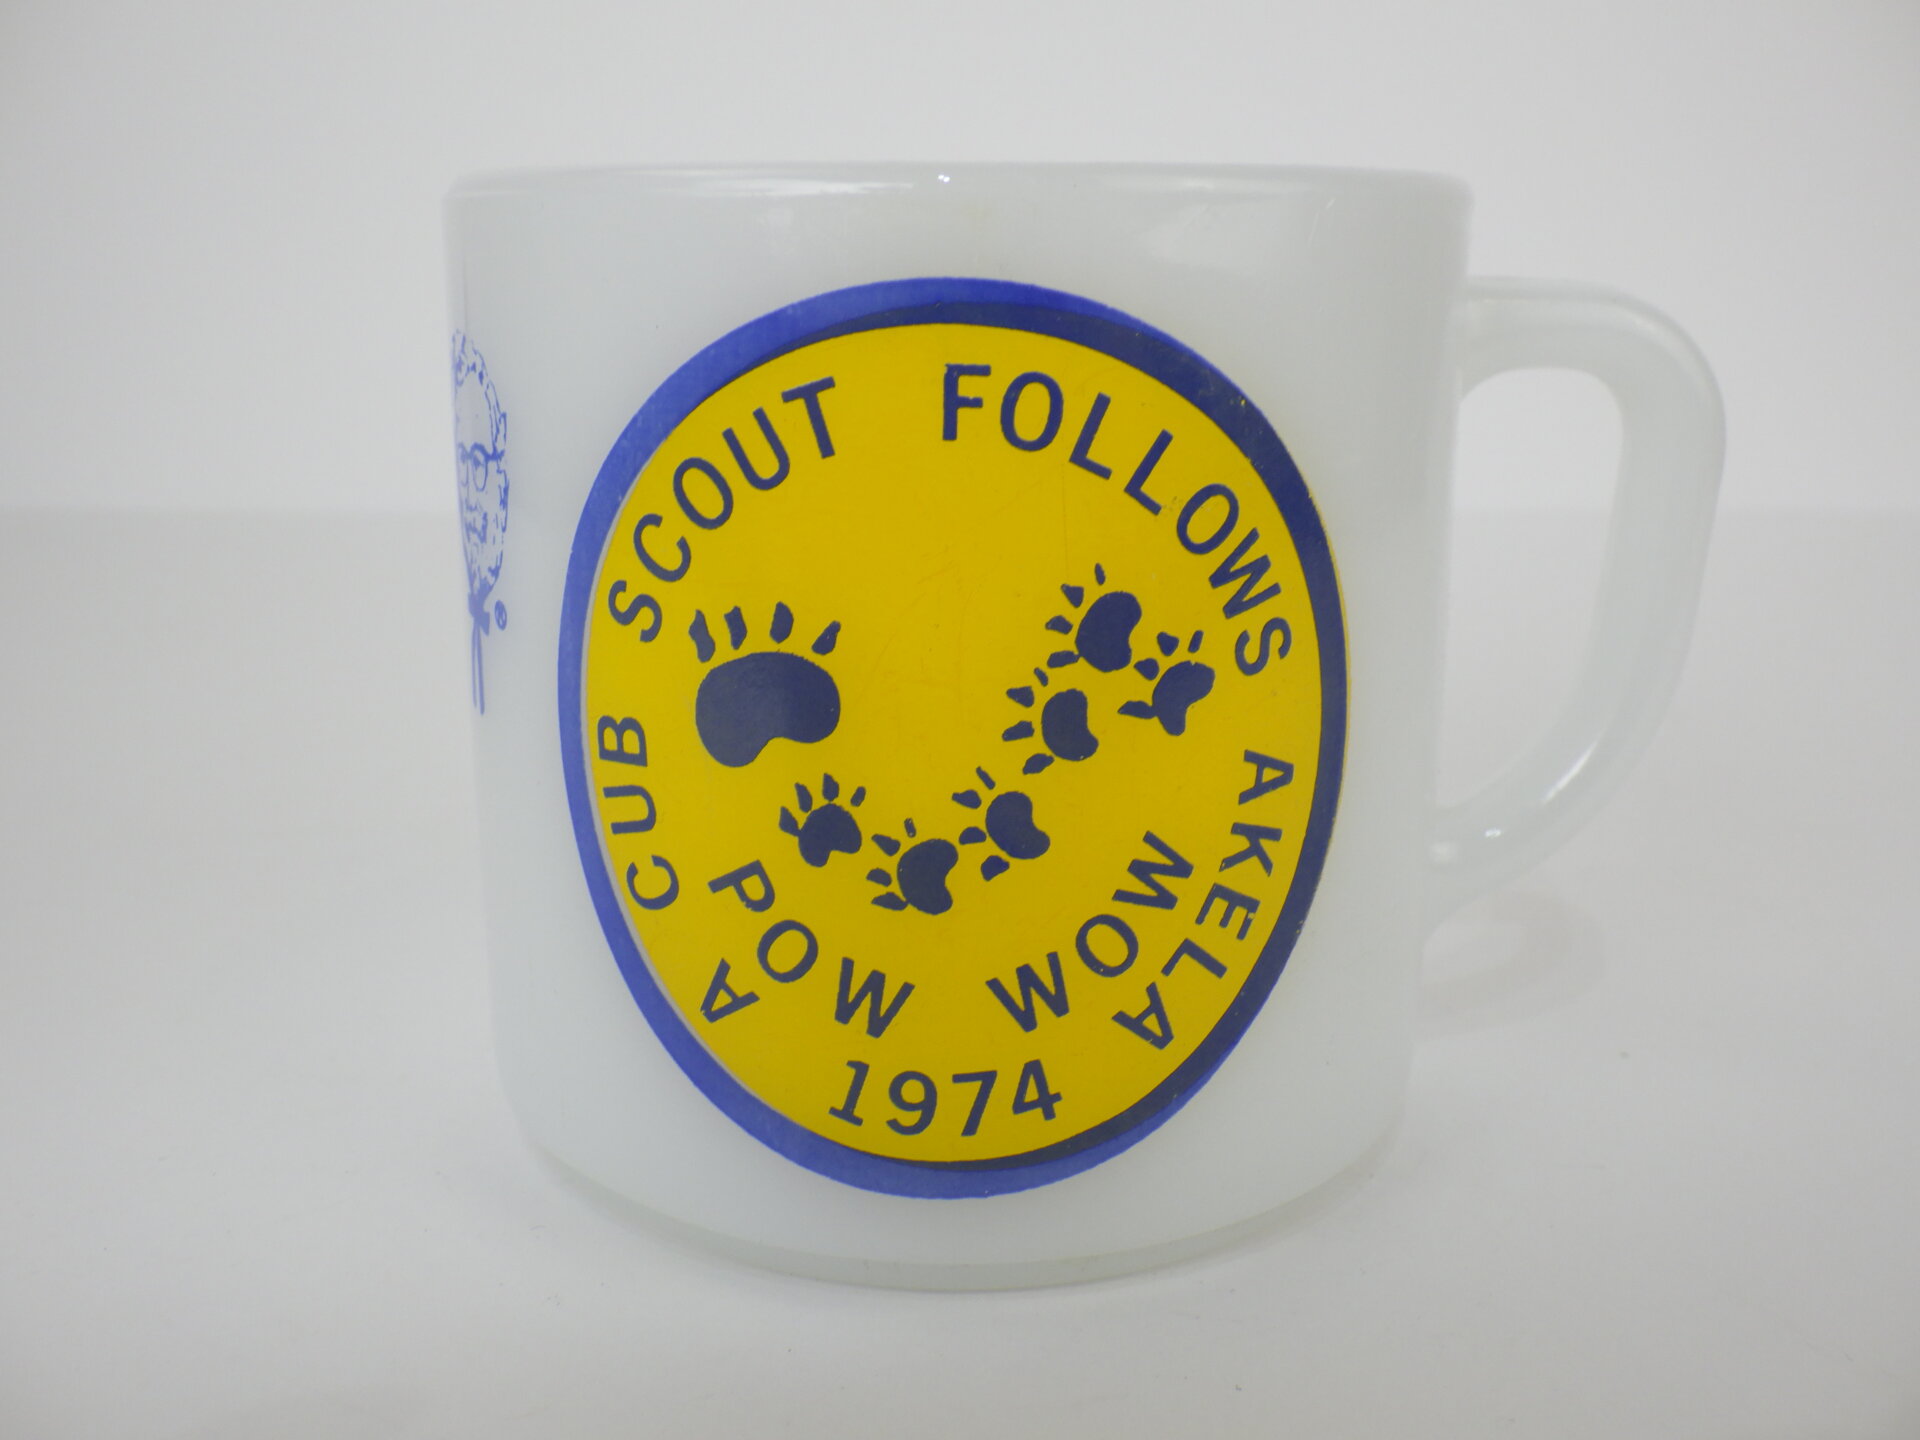 A CUB SCOUT FOLLOWS AKELA
POW WOW
1974
®